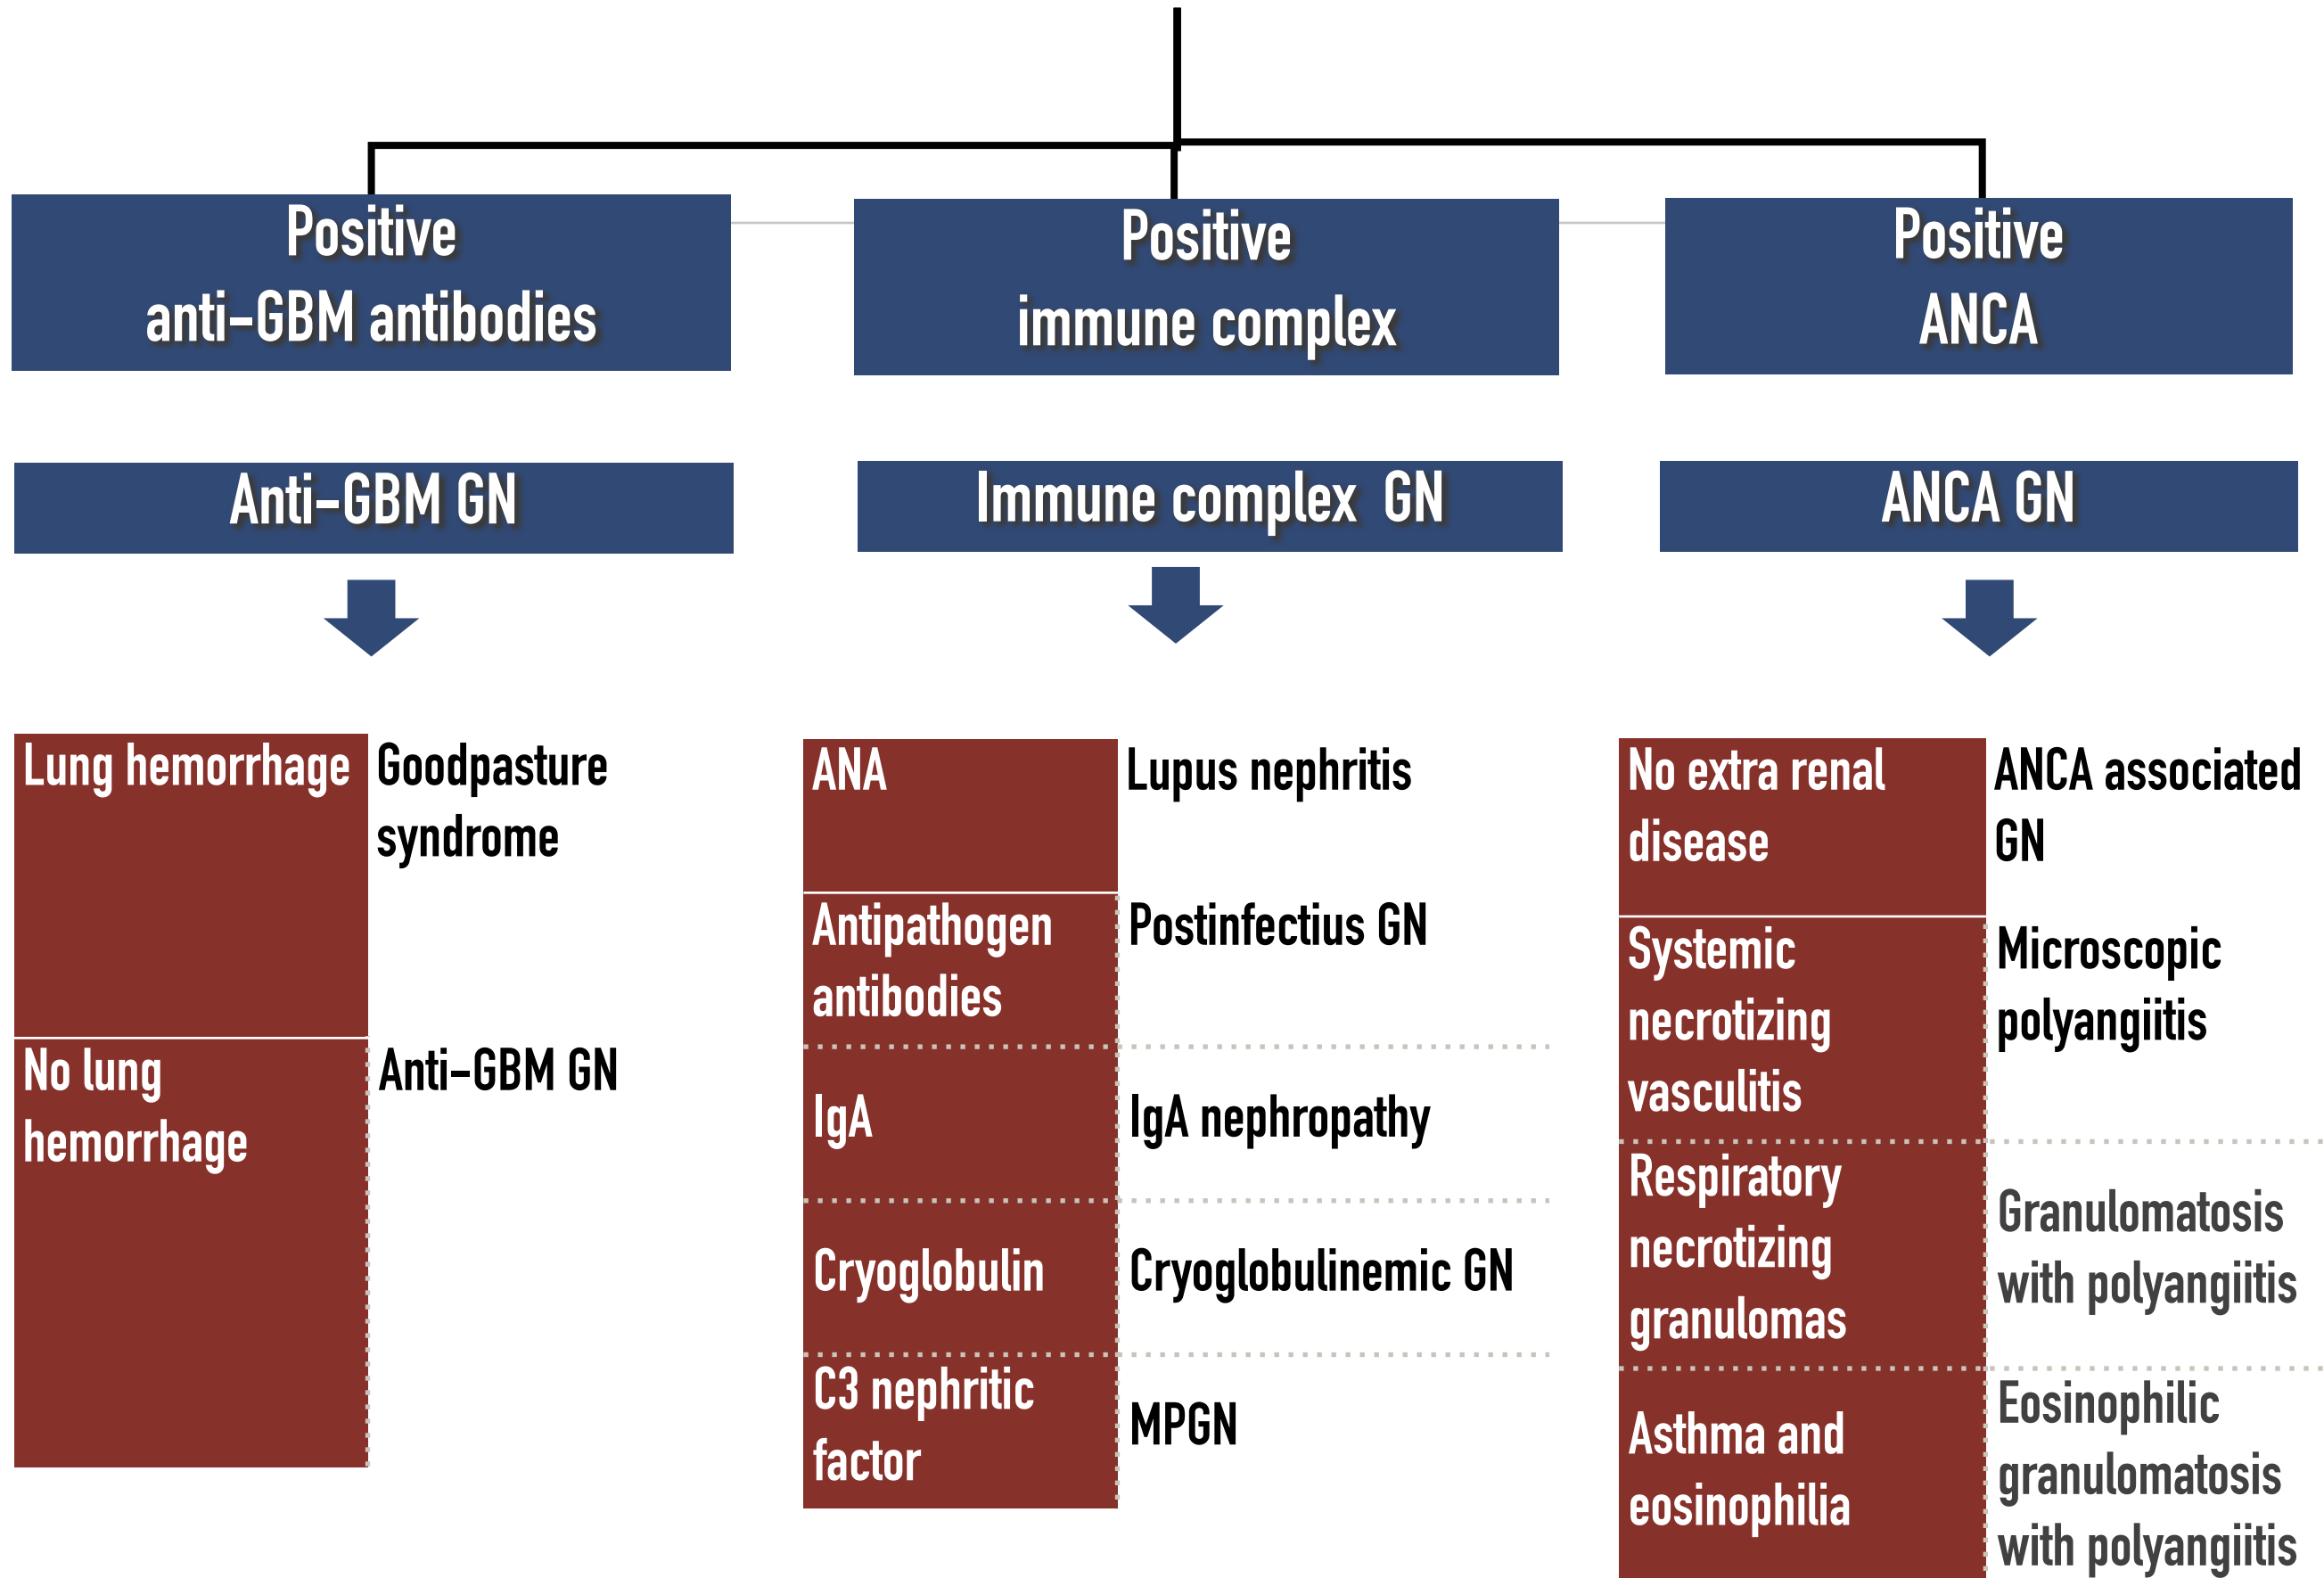 Positive
anti-GBM antibodies
Positive
immune complex
Positive
ANCA
Anti-GBM GN
Immune complex GN
ANCA GN
Lung hemorrhage
Goodpasture
syndrome
No lung
hemorrhage
Anti-GBM GN
ANA
Lupus nephritis
Antipathogen
antibodies
Postinfectius GN
IgA
IgA nephropathy
Cryoglobulin
Cryoglobulinemic GN
C3 nephritic
factor
MPGN
No extra renal
disease
ANCA associated
GN
Systemic
necrotizing
vasculitis
Microscopic
polyangiitis
Respiratory
necrotizing
granulomas
Granulomatosis
with polyangiitis
Asthma and
eosinophilia
Eosinophilic
granulomatosis
with polyangiitis